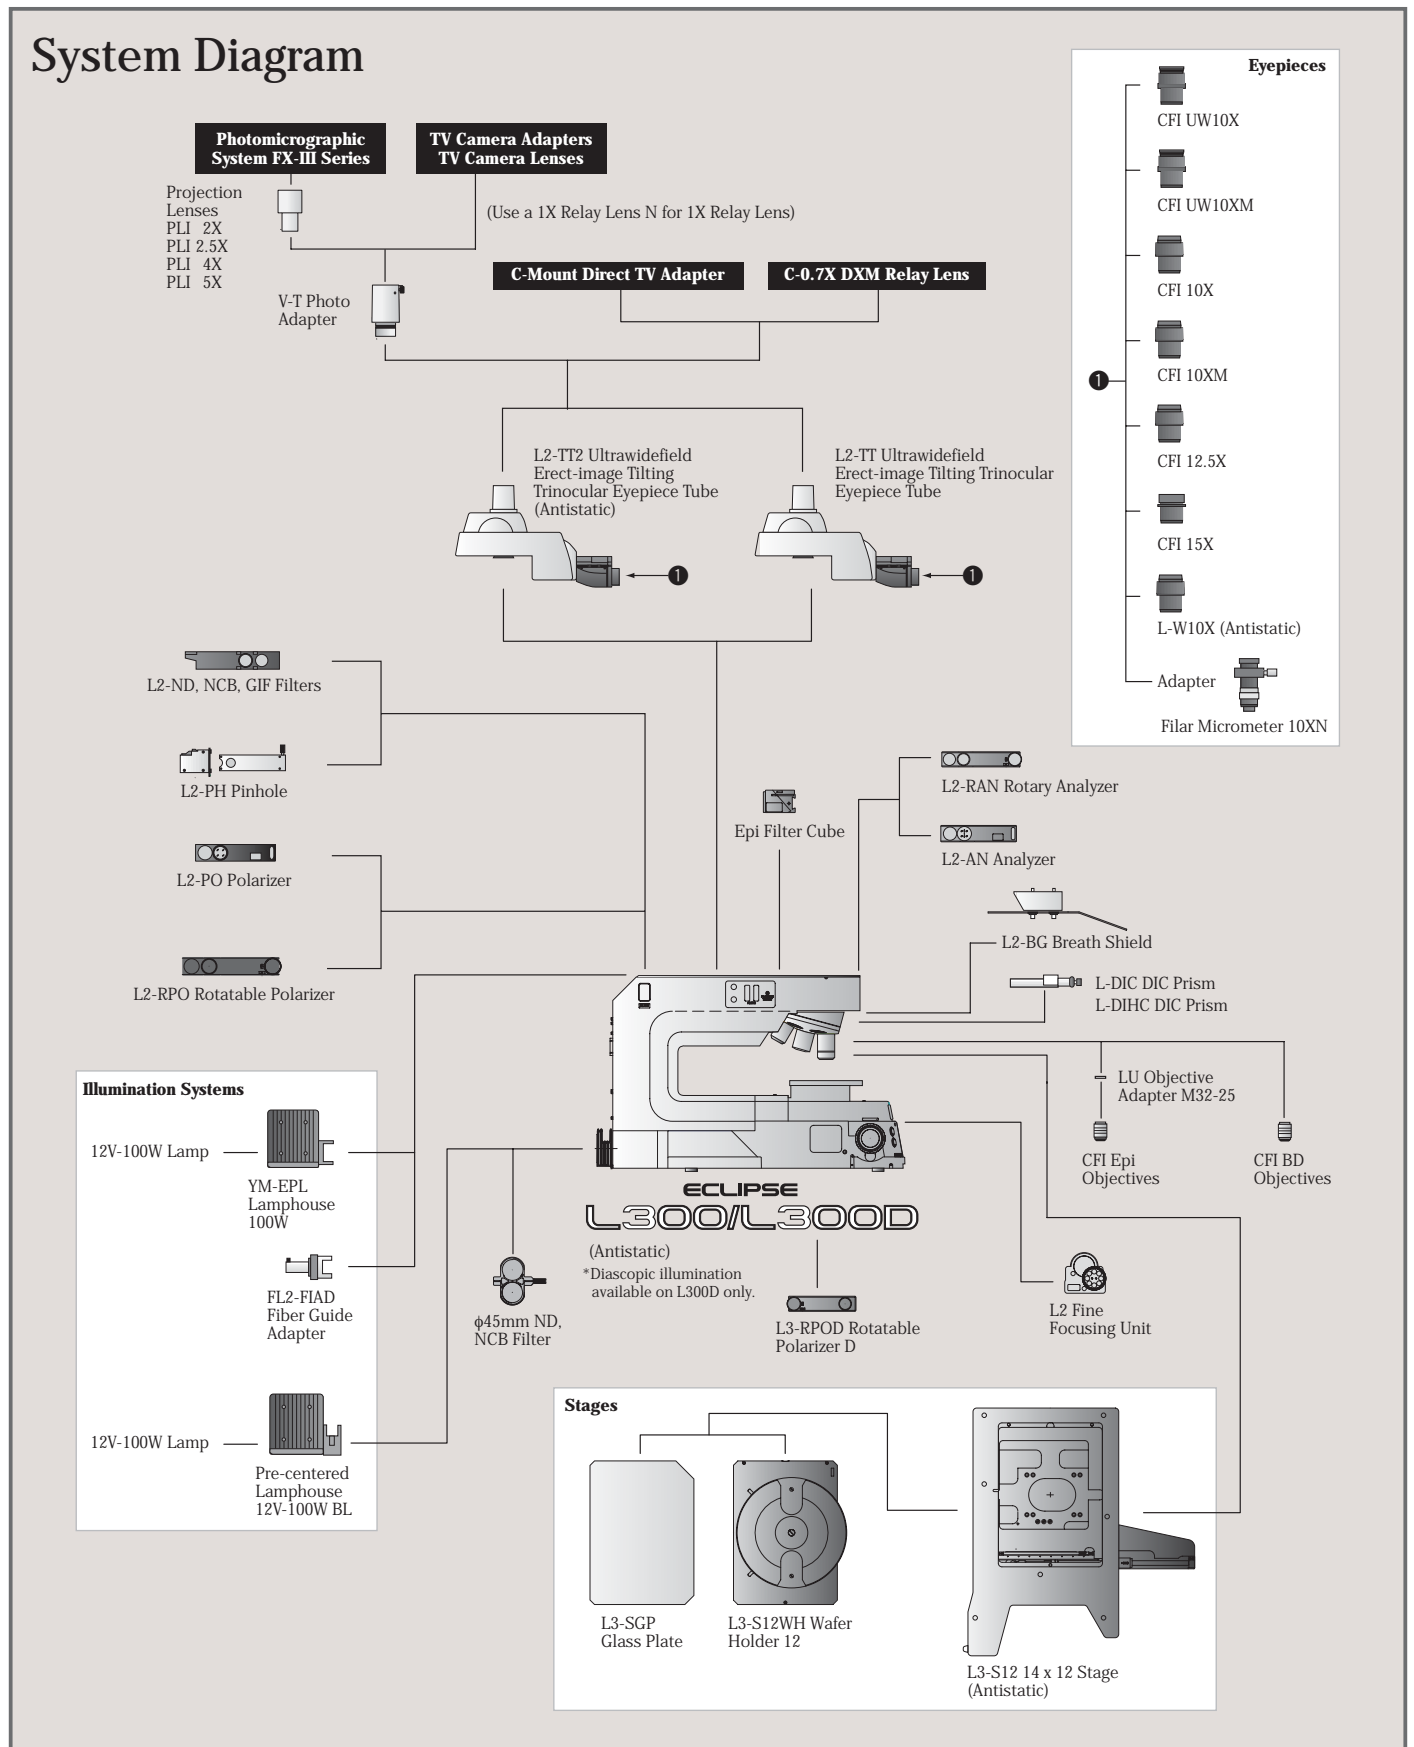 System Diagram
Eyepieces
CFI UW10X
CFI UW10XM
CFI 10X
CFI 10XM
❶
CFI 12.5X
CFI 15X
L-W10X (Antistatic)
Adapter
Filar Micrometer 10XN
Photomicrographic
System FX-III Series
TV Camera Adapters
TV Camera Lenses
Projection
Lenses
PLI 2X
PLI 2.5X
PLI 4X
PLI 5X
(Use a 1X Relay Lens N for 1X Relay Lens)
C-Mount Direct TV Adapter
C-0.7X DXM Relay Lens
V-T Photo
Adapter
L2-TT2 Ultrawidefield
Erect-image Tilting
Trinocular Eyepiece Tube
(Antistatic)
❶
L2-TT Ultrawidefield
Erect-image Tilting Trinocular
Eyepiece Tube
❶
L2-ND, NCB, GIF Filters
L2-PH Pinhole
L2-PO Polarizer
L2-RPO Rotatable Polarizer
Epi Filter Cube
L2-RAN Rotary Analyzer
L2-AN Analyzer
L2-BG Breath Shield
L-DIC DIC Prism
L-DIHC DIC Prism
LU Objective
Adapter M32-25
CFI Epi
Objectives
CFI BD
Objectives
Illumination Systems
12V-100W Lamp
YM-EPL
Lamphouse
100W
FL2-FIAD
Fiber Guide
Adapter
12V-100W Lamp
Pre-centered
Lamphouse
12V-100W BL
ϕ45mm ND,
NCB Filter
ECLIPSE
L300/L300D
(Antistatic)
*Diascopic illumination
available on L300D only.
L3-RPOD Rotatable
Polarizer D
L2 Fine
Focusing Unit
Stages
L3-SGP
Glass Plate
L3-S12WH Wafer
Holder 12
L3-S12 14 x 12 Stage
(Antistatic)